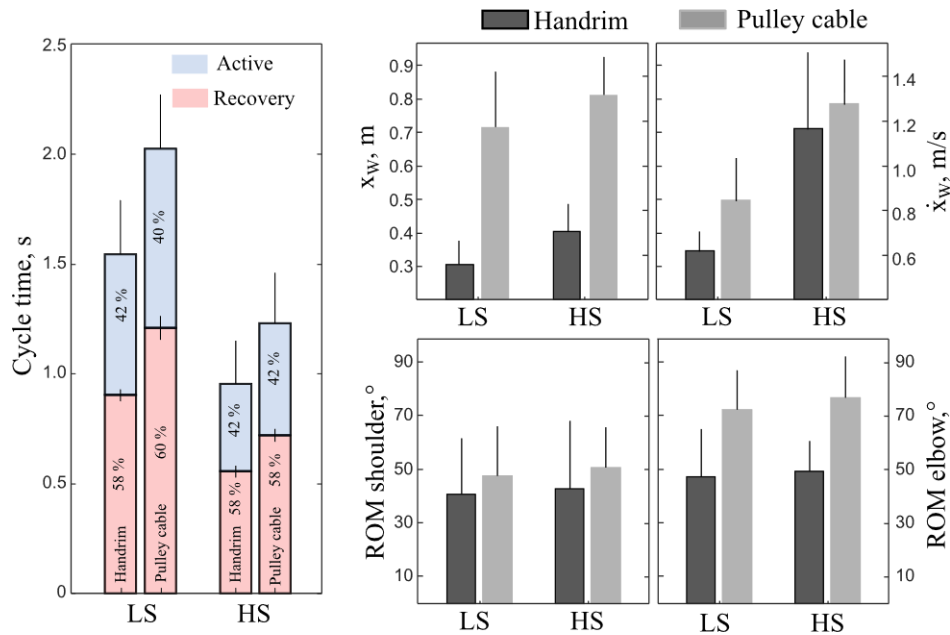 2.5
2.0
1.5
1.0
0.5
0
Cycle time, s
Active
Recovery
42 %
58 %
Handrim
40 %
60 %
Pulley cable
42 %
58 %
Handrim
42 %
58 %
Pulley cable
LS HS
Handrim Pulley cable
0.9
0.8
0.7
0.6
0.5
0.4
0.3
x_W, m
LS HS
1.4
1.2
1.0
0.8
0.6
ẋ_W, m/s
LS HS
90
70
50
30
10
ROM shoulder,°
LS HS
90
70
50
30
10
ROM elbow,°
LS HS